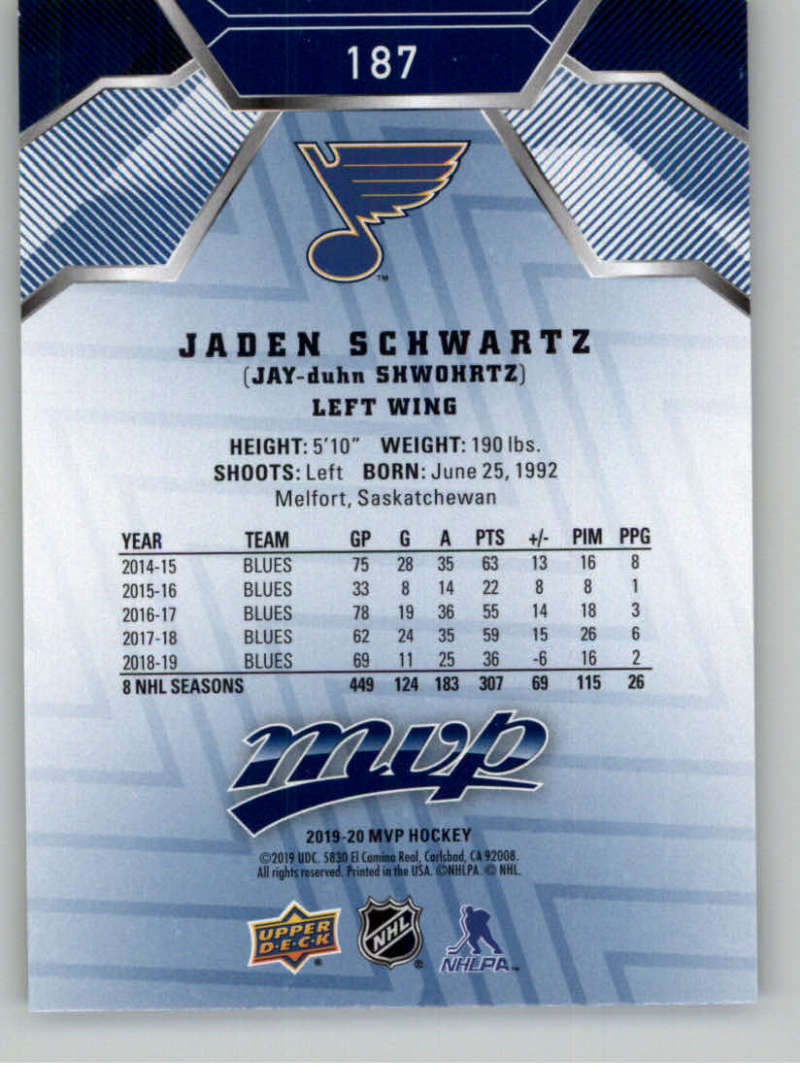 187
TM
JADEN SCHWARTZ
(JAY-duhn SHWOHRTZ)
LEFT WING
HEIGHT: 5'10" WEIGHT: 190 lbs.
SHOOTS: Left BORN: June 25, 1992
Melfort, Saskatchewan
YEAR TEAM GP G A PTS +/- PIM PPG
2014-15 BLUES 75 28 35 63 13 16 8
2015-16 BLUES 33 8 14 22 8 8 1
2016-17 BLUES 78 19 36 55 14 18 3
2017-18 BLUES 62 24 35 59 15 26 6
2018-19 BLUES 69 11 25 36 -6 16 2
8 NHL SEASONS 449 124 183 307 69 115 26
mvp
2019-20 MVP HOCKEY
©2019 UDC. 5830 El Camino Real, Carlsbad, CA 92008.
All rights reserved. Printed in the USA. ©NHLPA. © NHL.
UPPER D·E·C·K ® NHL ® NHLPA™